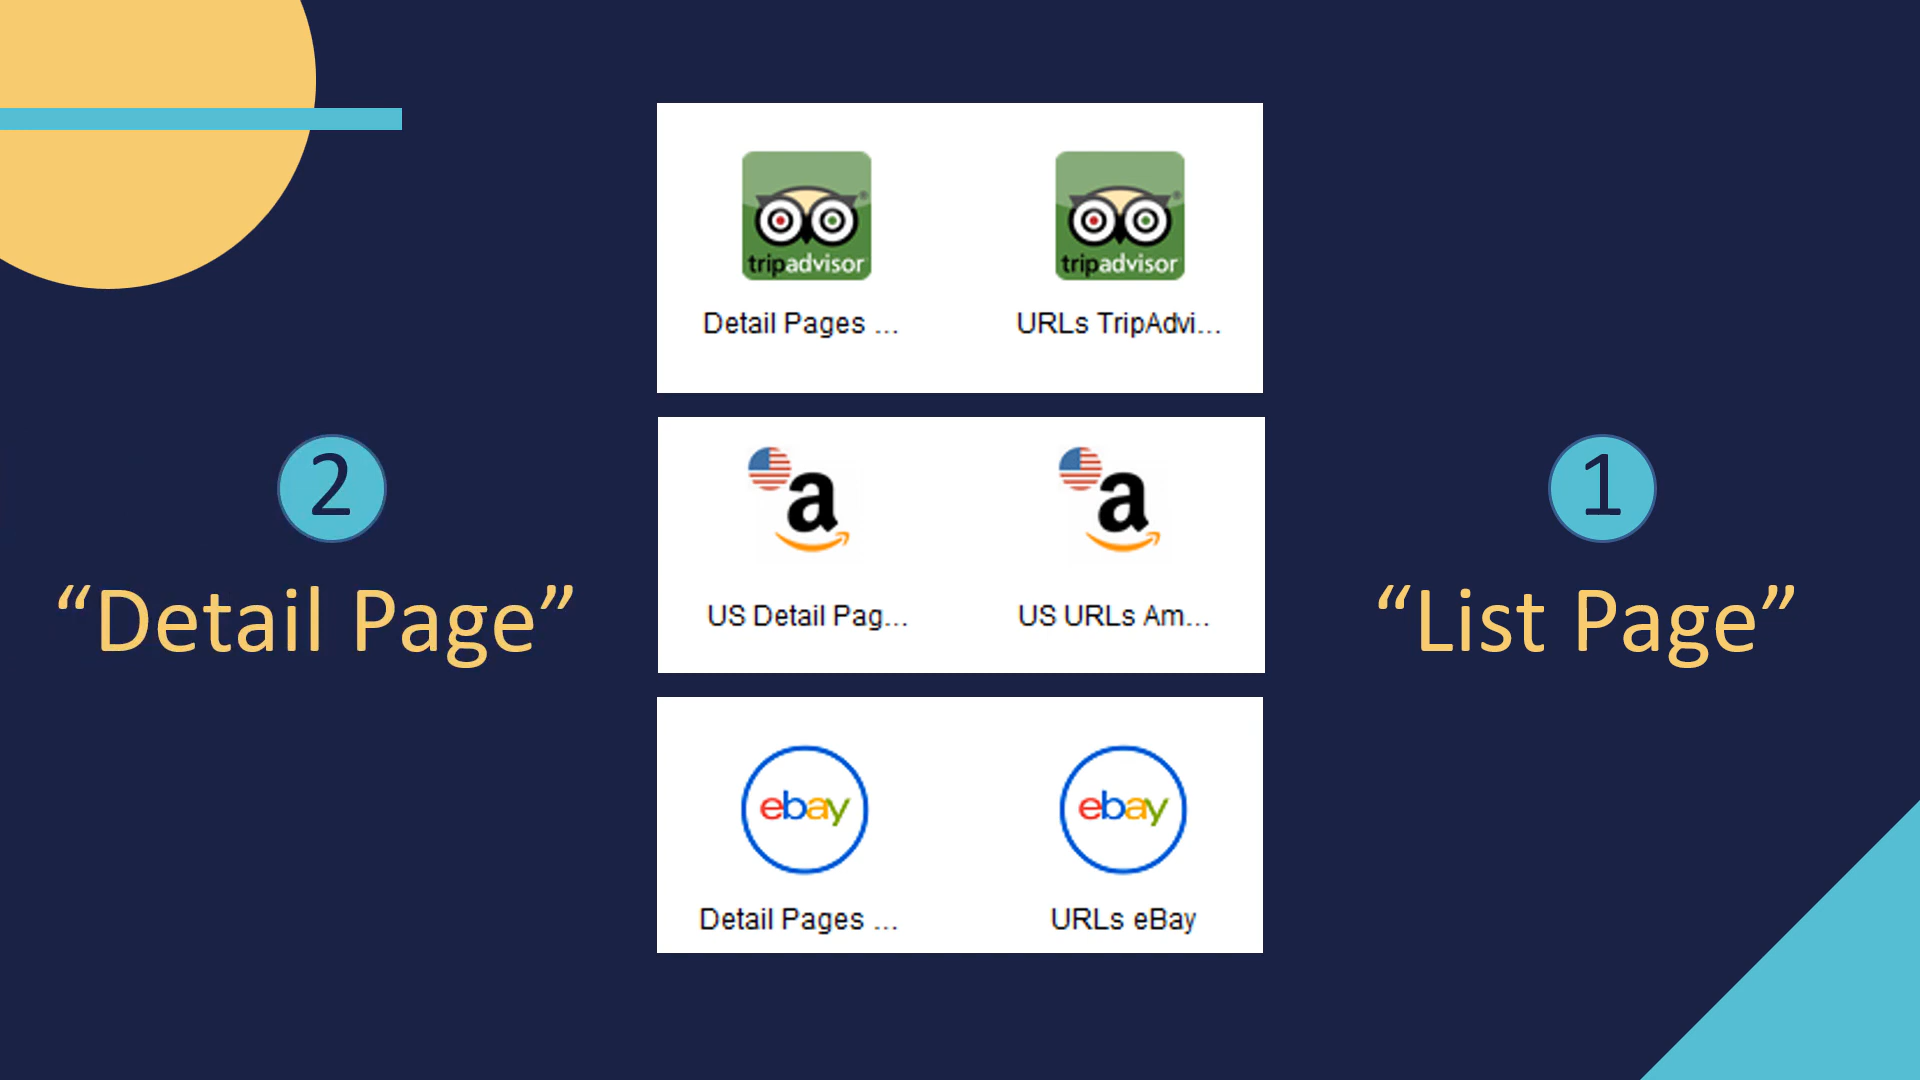 tripadvisor
tripadvisor
Detail Pages ...
URLs TripAdvi...
2
“Detail Page”
a
a
US Detail Pag...
US URLs Am...
1
“List Page”
ebay
ebay
Detail Pages ...
URLs eBay